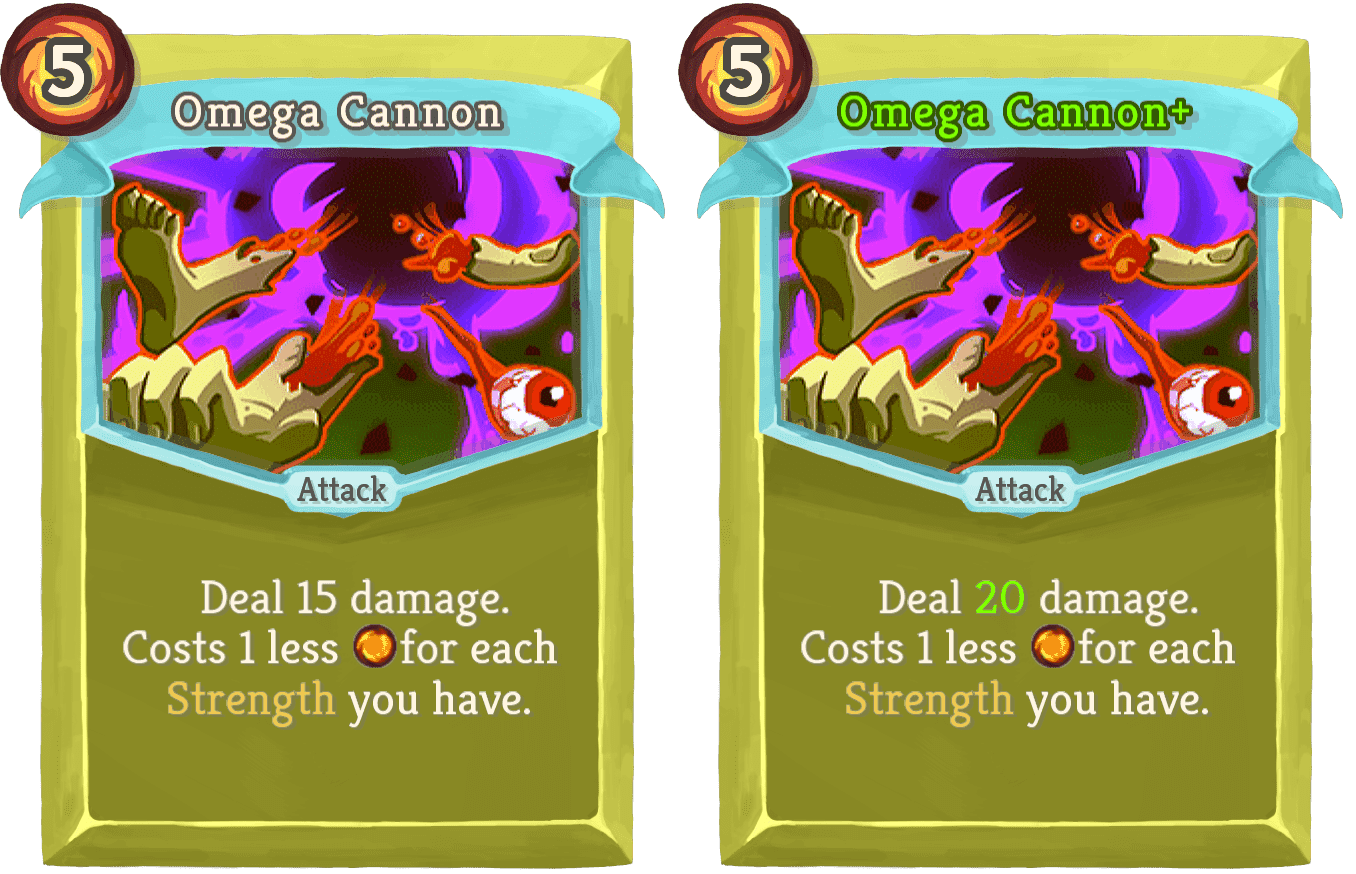 5
Omega Cannon
Attack
Deal 15 damage.
Costs 1 less for each
Strength you have.
5
Omega Cannon+
Attack
Deal 20 damage.
Costs 1 less for each
Strength you have.